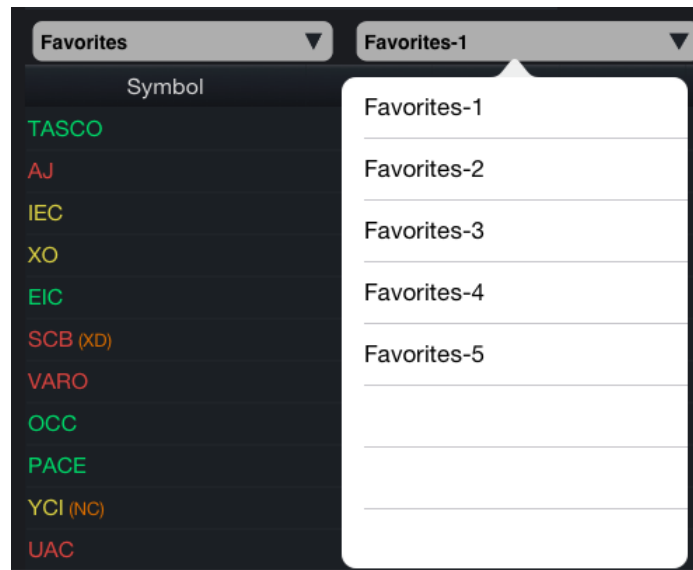 Favorites ▼ Favorites-1 ▼
Symbol
TASCO
AJ
IEC
XO
EIC
SCB (XD)
VARO
OCC
PACE
YCI (NC)
UAC
Favorites-1
Favorites-2
Favorites-3
Favorites-4
Favorites-5